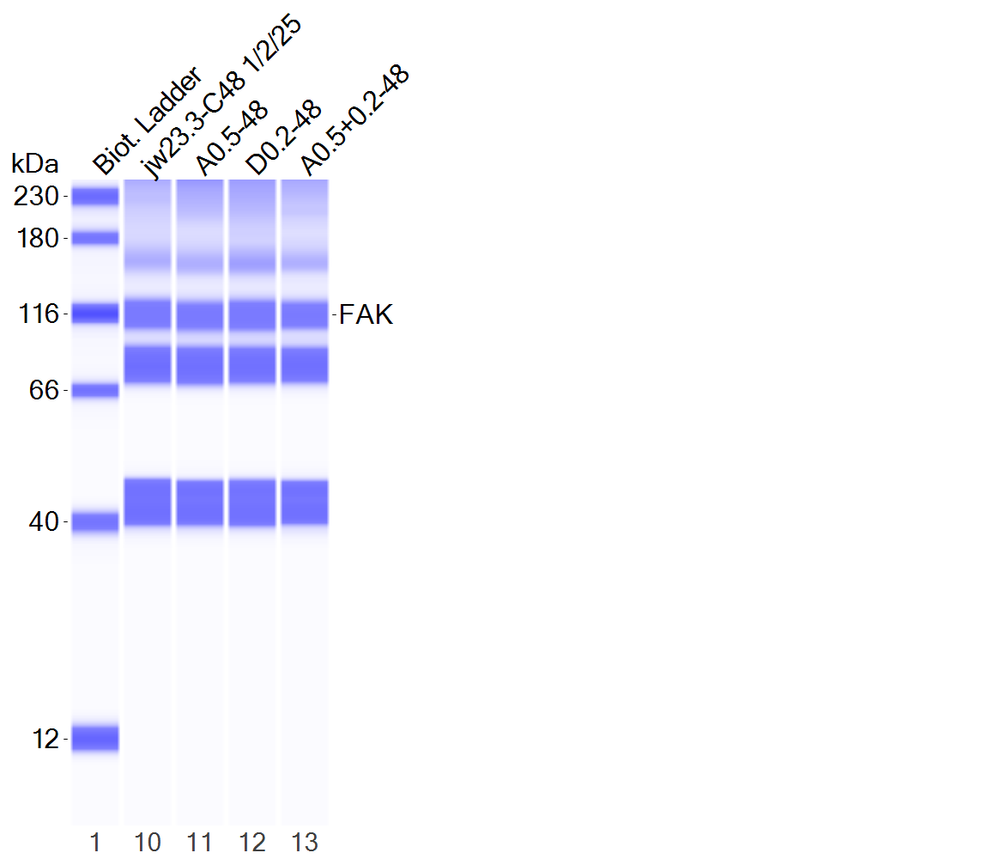 Biot. Ladder
jw23.3-C48 1/2/25
A0.5-48
D0.2-48
A0.5+0.2-48
kDa
230
180
116
FAK
66
40
12
1 10 11 12 13